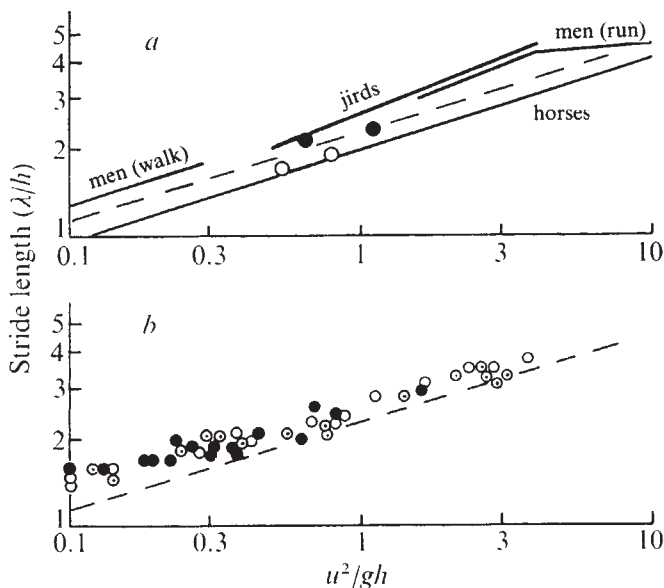 a
5
4
3
2
1
men (run)
jirds
horses
men (walk)
0.1 0.3 1 3 10
Stride length (λ/h)
b
5
4
3
2
1
0.1 0.3 1 3 10
u²/gh